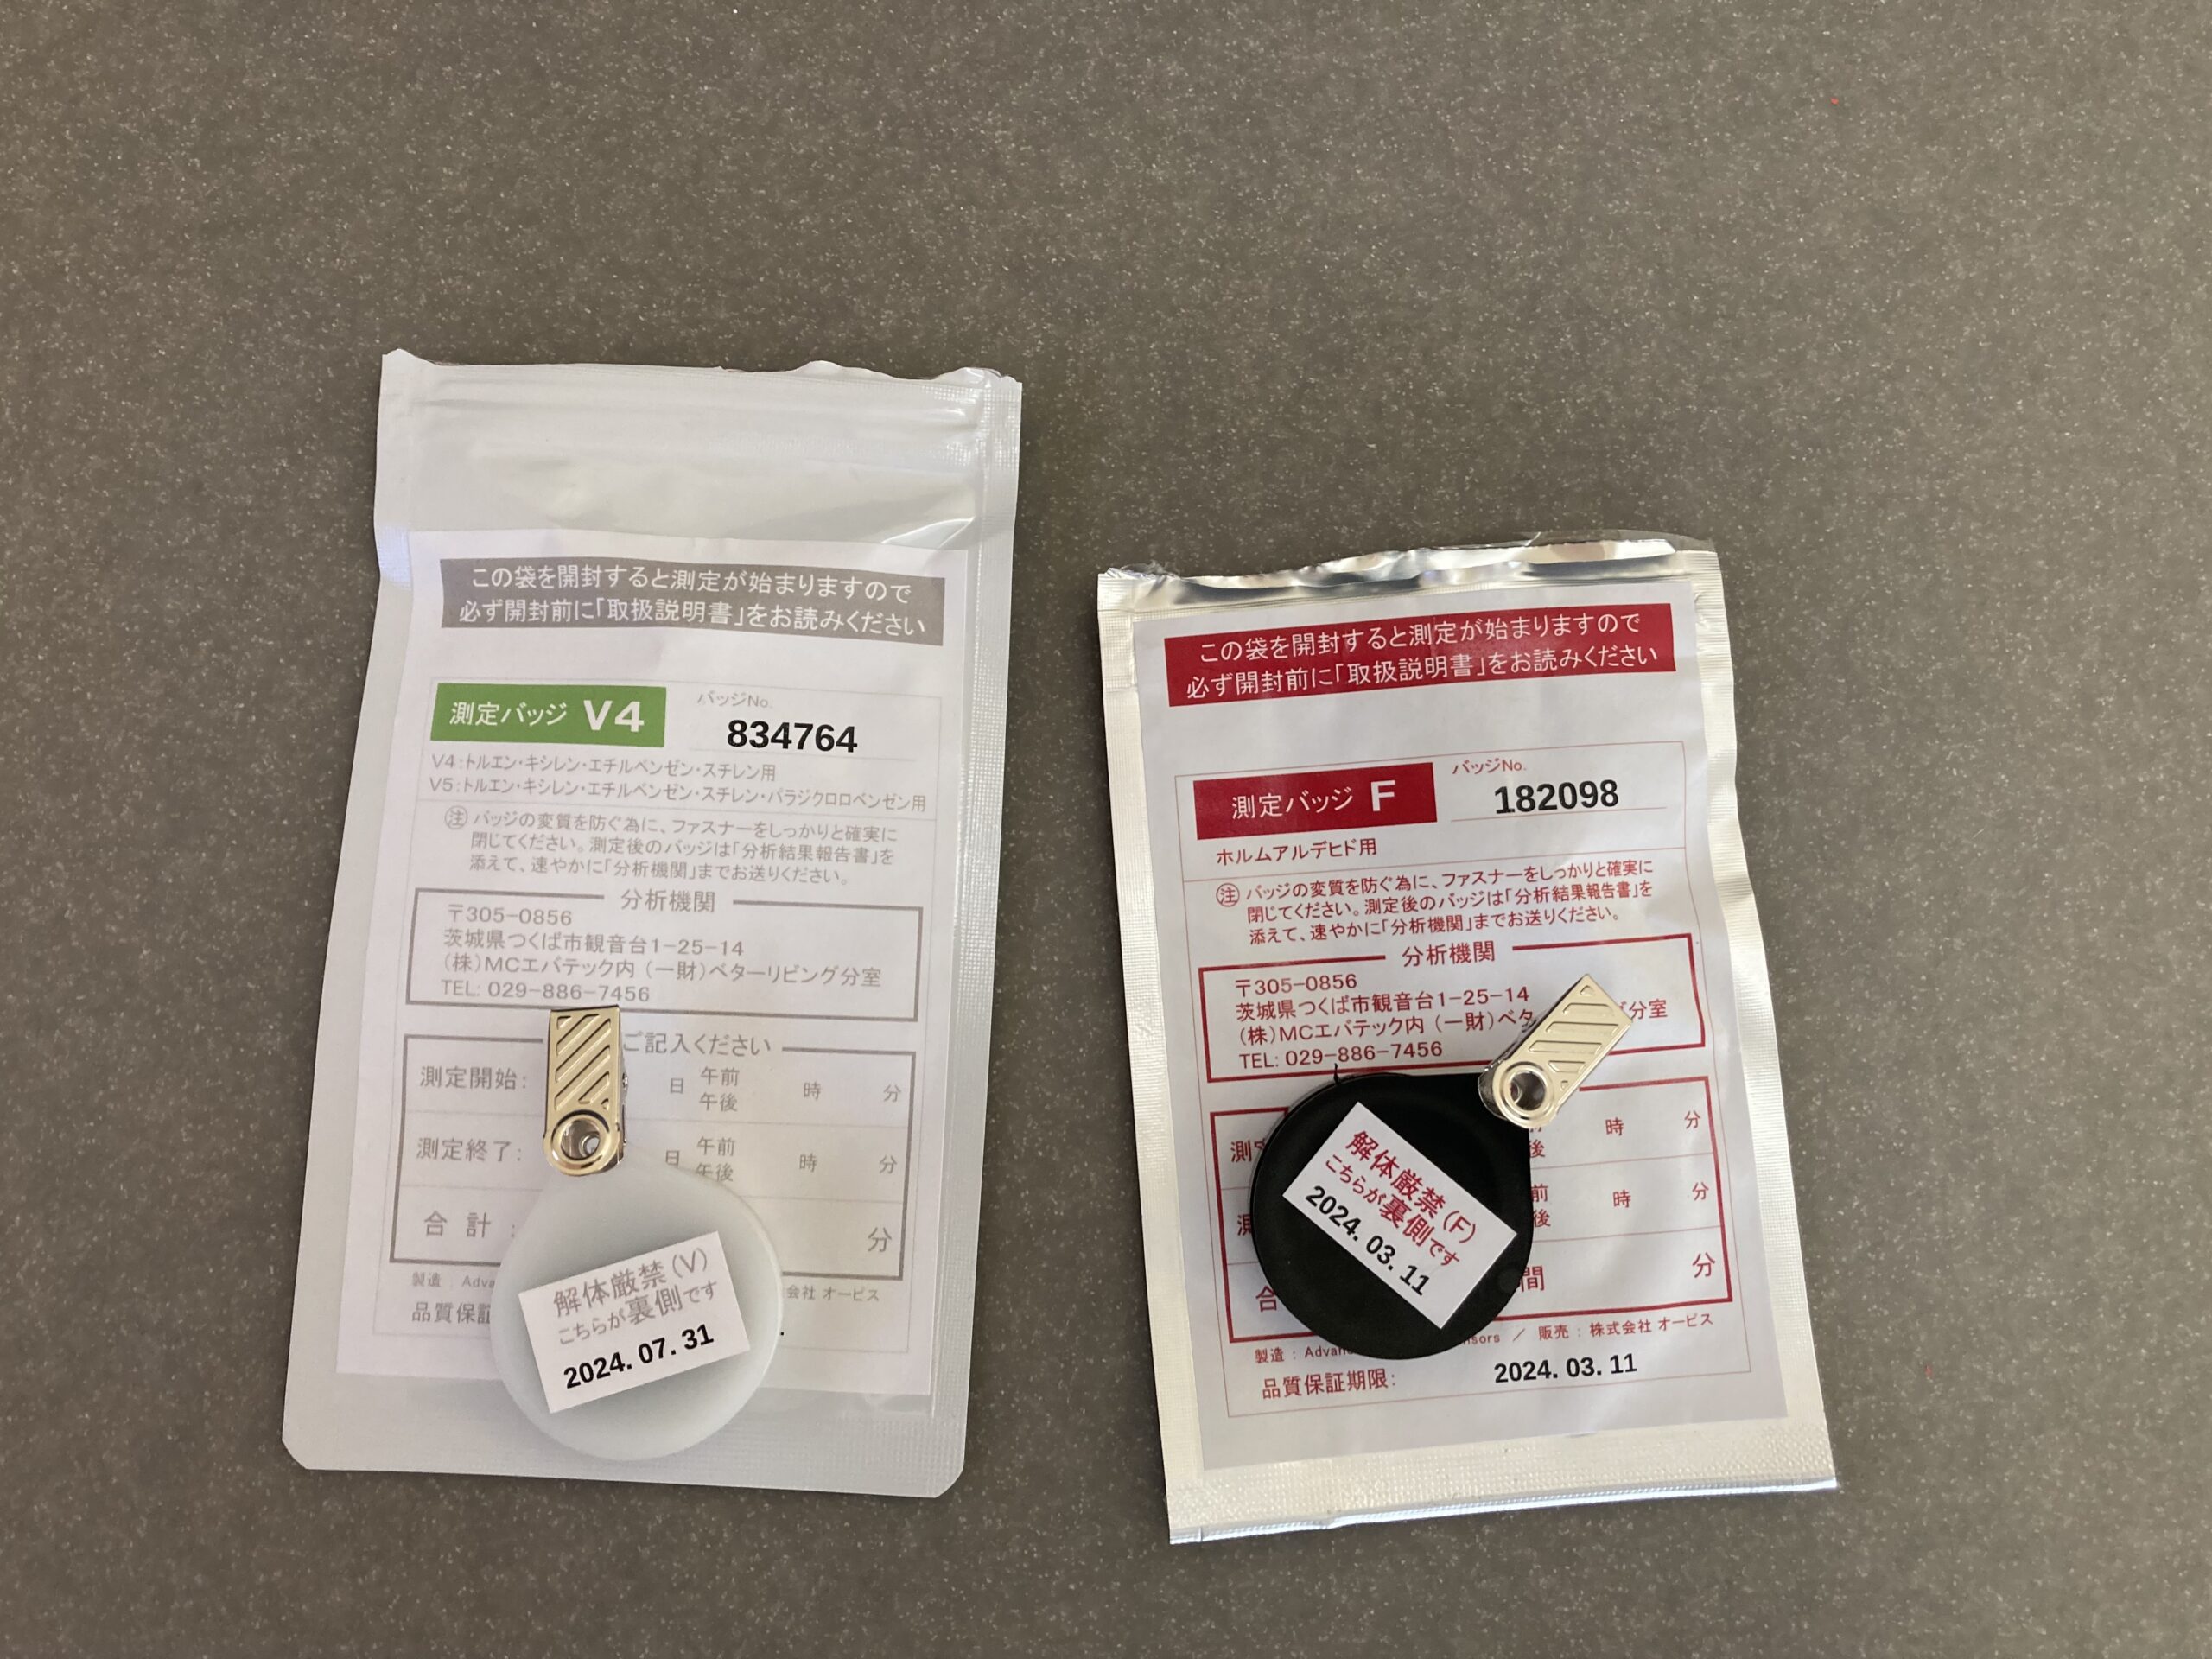 この袋を開封すると測定が始まりますので
必ず開封前に「取扱説明書」をお読みください
測定バッジ V4
バッジNo.
834764
V4:トルエン・キシレン・エチルベンゼン・スチレン用
V5:トルエン・キシレン・エチルベンゼン・スチレン・パラジクロロベンゼン用
注 バッジの変質を防ぐ為に、ファスナーをしっかりと確実に
閉じてください。測定後のバッジは「分析結果報告書」を
添えて、速やかに「分析機関」までお送りください。
分析機関
〒305-0856
茨城県つくば市観音台1-25-14
(株)MCエバテック内 (一財)ベターリビング分室
TEL: 029-886-7456
ご記入ください
測定開始: 日 午前 午後 時 分
測定終了: 日 午前 午後 時 分
合計: 分
製造: 会社 オービス
品質保証
解体厳禁(V)
こちらが裏側です
2024. 07. 31
この袋を開封すると測定が始まりますので
必ず開封前に「取扱説明書」をお読みください
測定バッジ F
バッジNo.
182098
ホルムアルデヒド用
注 バッジの変質を防ぐ為に、ファスナーをしっかりと確実に
閉じてください。測定後のバッジは「分析結果報告書」を
添えて、速やかに「分析機関」までお送りください。
分析機関
〒305-0856
茨城県つくば市観音台1-25-14
(株)MCエバテック内 (一財)ベタ 分室
TEL: 029-886-7456
測定 後 時 分
測 前 後 時 分
合 間 分
製造: / 販売: 株式会社 オービス
品質保証期限: 2024. 03. 11
解体厳禁(F)
こちらが裏側です
2024. 03. 11